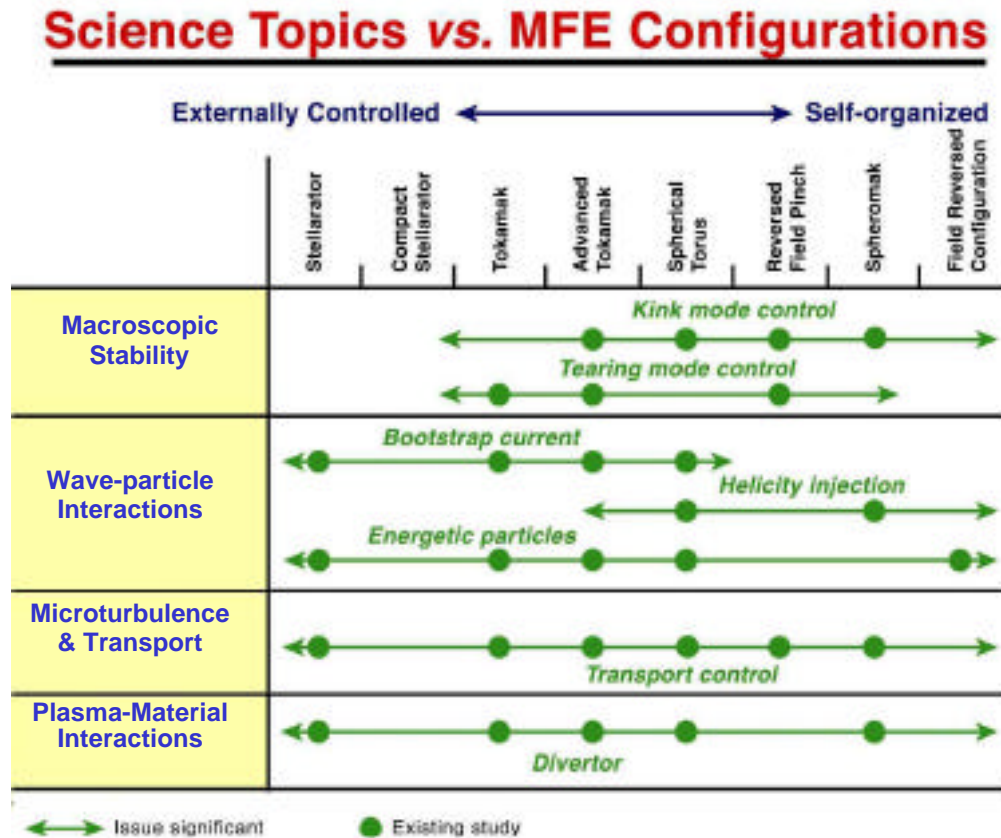 Science Topics vs. MFE Configurations
Externally Controlled
Self-organized
Stellarator
Compact
Stellarator
Tokamak
Advanced
Tokamak
Spherical
Torus
Reversed
Field Pinch
Spheromak
Field Reversed
Configuration
Macroscopic
Stability
Kink mode control
Tearing mode control
Wave-particle
Interactions
Bootstrap current
Helicity injection
Energetic particles
Microturbulence
& Transport
Transport control
Plasma-Material
Interactions
Divertor
Issue significant
Existing study